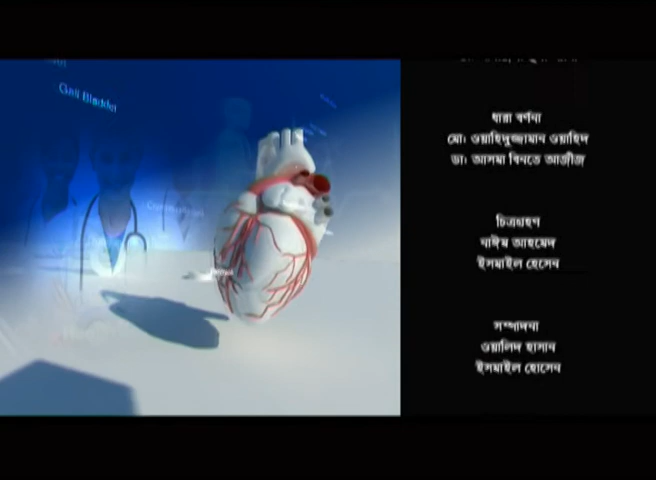 Gall Bladder
ধারা বর্ণনা
মো: ওয়াহিদুজ্জামান ওয়াহিদ
ডা: আসমা বিনতে আজীজ
চিত্রগ্রহণ
নাঈম আহমেদ
ইসমাইল হেসেন
সম্পাদনা
ওয়ালিদ হাসান
ইসমাইল হোসেন